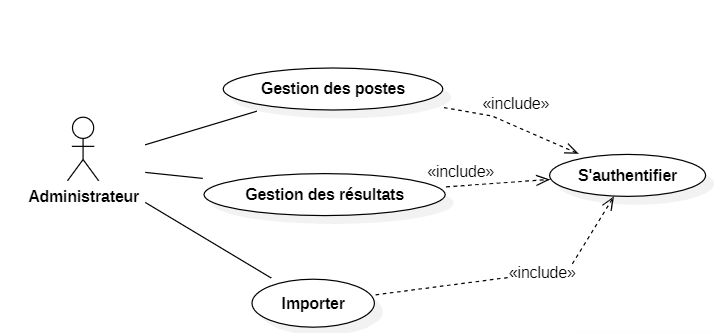 Gestion des postes
«include»
«include»
S'authentifier
Administrateur
Gestion des résultats
«include»
Importer